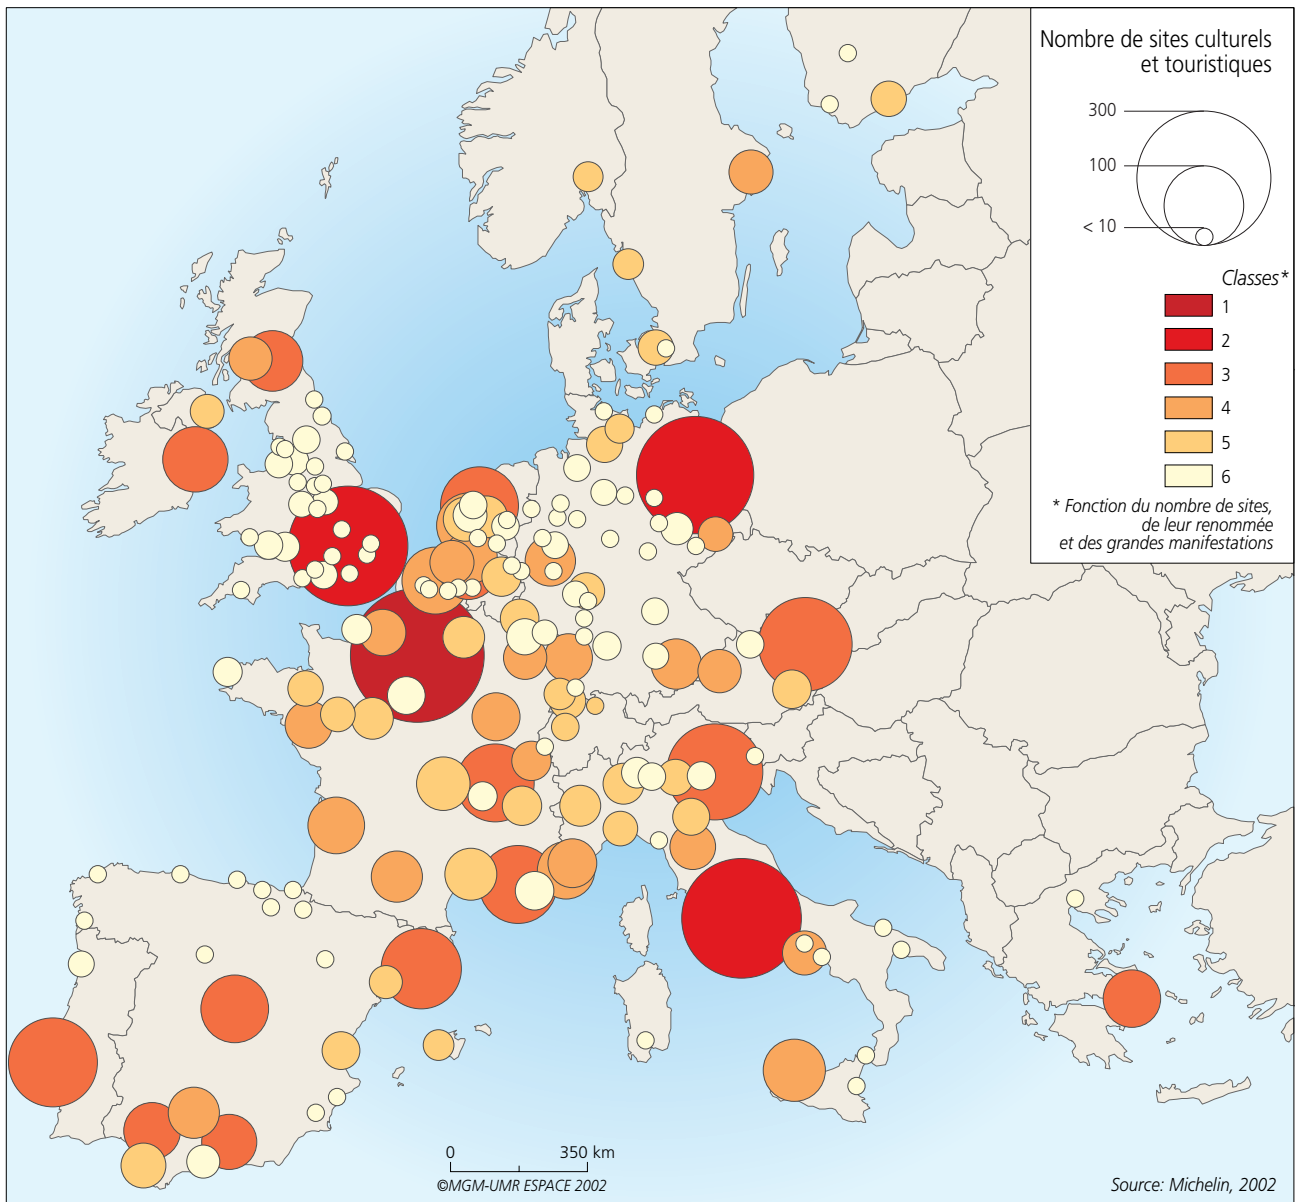 Nombre de sites culturels
et touristiques
300
100
< 10
Classes*
1
2
3
4
5
6
* Fonction du nombre de sites,
de leur renommée
et des grandes manifestations
0 350 km
©MGM-UMR ESPACE 2002
Source: Michelin, 2002